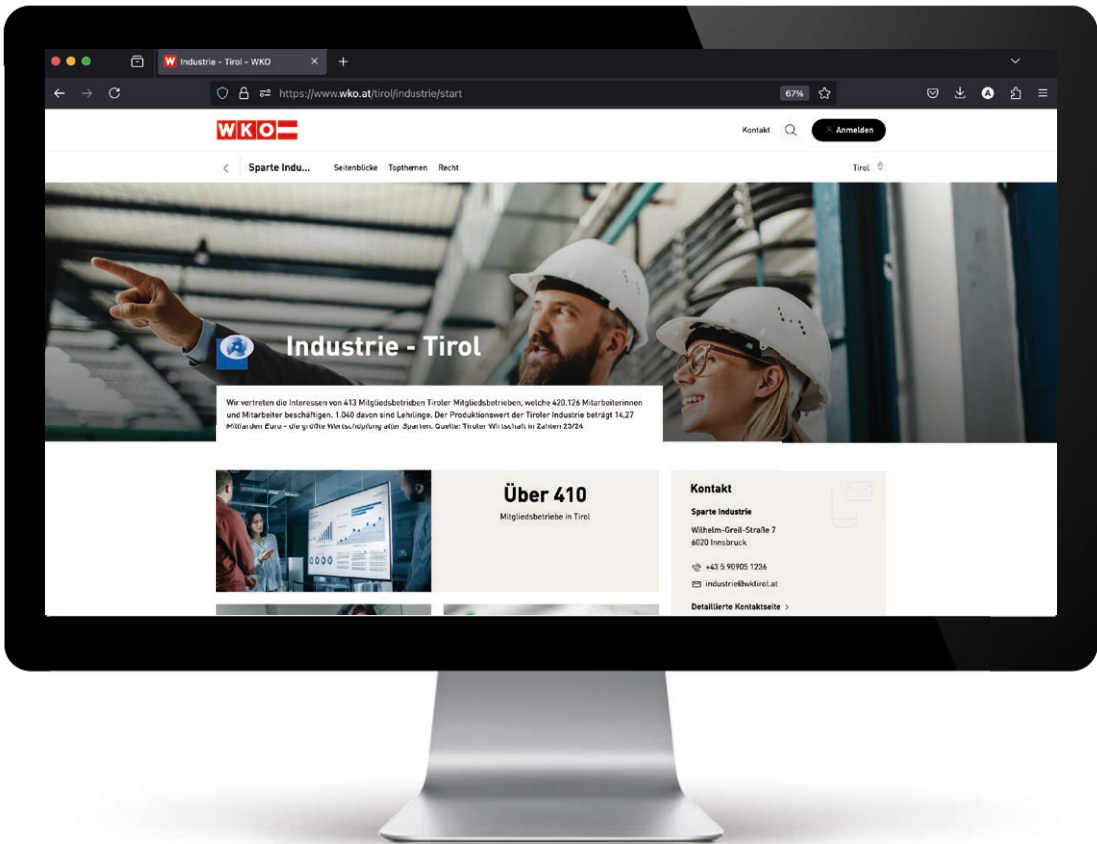 Industrie - Tirol - WKO
https://www.wko.at/tirol/industrie/start
67%
WKO
Kontakt
Anmelden
Sparte Indu...
Seitenblicke Topthemen Recht
Tirol
Industrie - Tirol
Wir vertreten die Interessen von 413 Mitgliedsbetrieben Tiroler Mitgliedsbetrieben, welche 420.126 Mitarbeiterinnen
und Mitarbeiter beschäftigen. 1.040 davon sind Lehrlinge. Der Produktionswert der Tiroler Industrie beträgt 14,27
Milliarden Euro - die größte Wertschöpfung aller Sparten. Quelle: Tiroler Wirtschaft in Zahlen 23/24
Über 410
Mitgliedsbetriebe in Tirol
Kontakt
Sparte Industrie
Wilhelm-Greil-Straße 7
6020 Innsbruck
+43 5 90905 1236
industrie@wktirol.at
Detaillierte Kontaktseite >